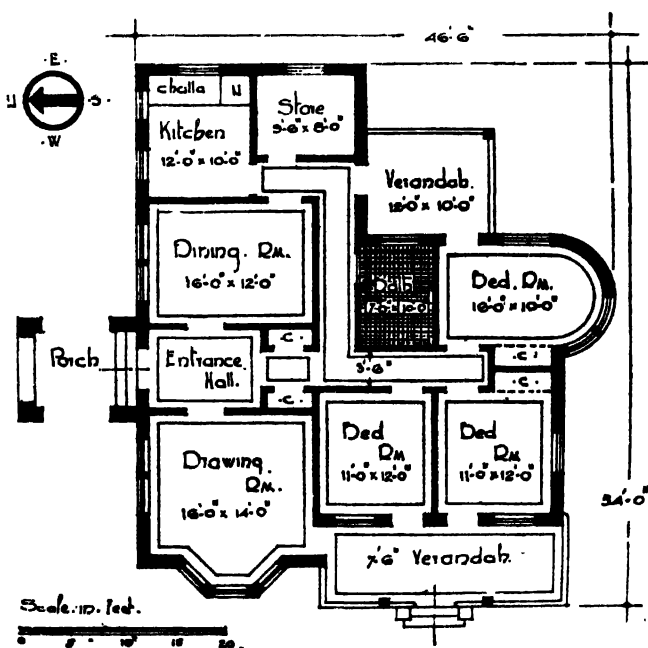 46'-6"
.E.
S.
.W.
N
challa
Kitchen
12'-0" x 10'-0"
Store
9'-6" x 8'-0"
Verandah.
12'-0" x 10'-0"
Dining. Rm.
16'-0" x 12'-0"
Bath
Bed. Rm.
16'-0" x 10'-0"
Porch
Entrance
Hall.
.C.
.C.
3'-6"
.C.
.C.
Drawing.
Rm.
16'-0" x 14'-0"
Bed
Rm
11'-0" x 12'-0"
Bed
Rm
11'-0" x 12'-0"
54'-0"
7'6" Verandah.
Scale..in. feet.
0 5 10 15 20